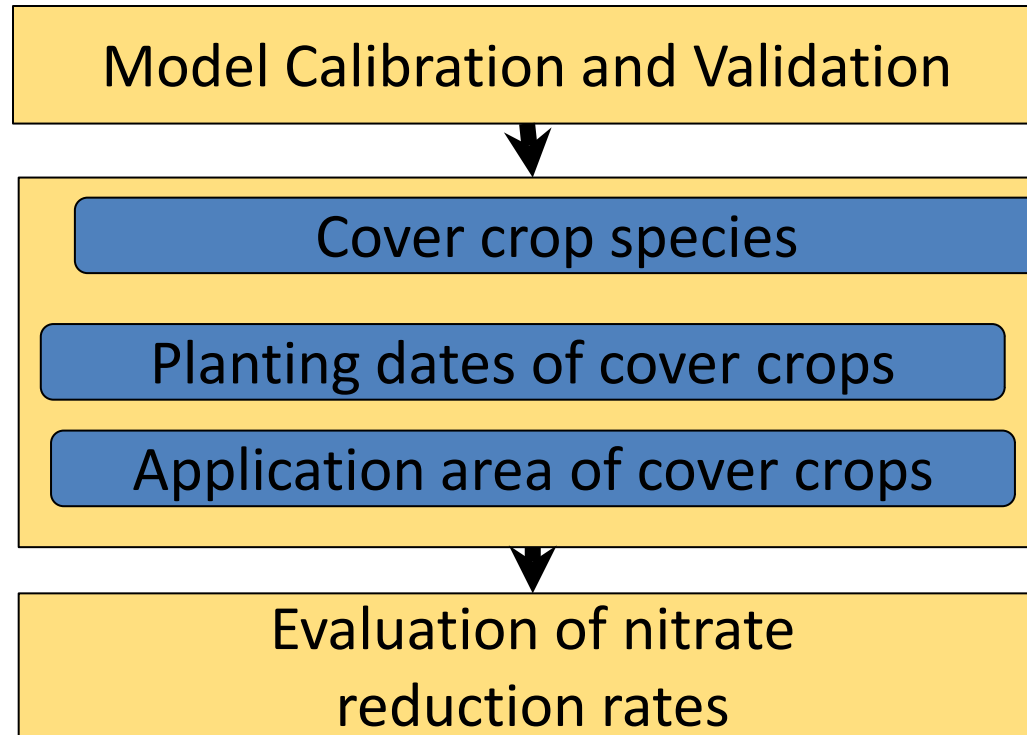 Model Calibration and Validation
Cover crop species
Planting dates of cover crops
Application area of cover crops
Evaluation of nitrate
reduction rates